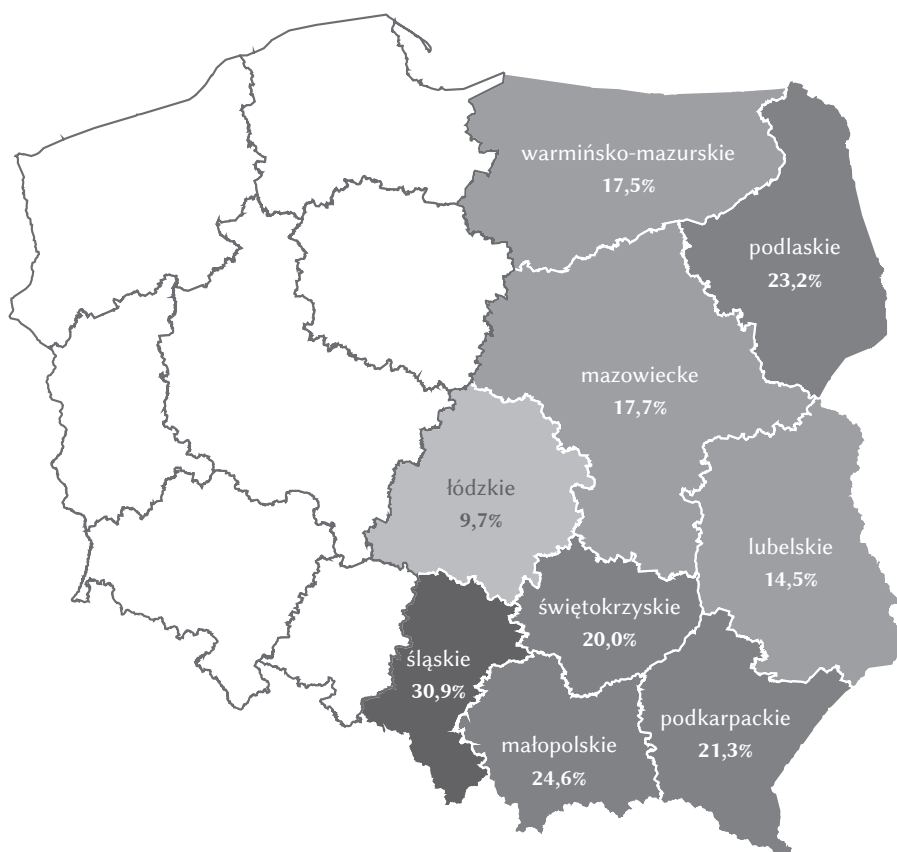 warmińsko-mazurskie
17,5%
podlaskie
23,2%
mazowiecke
17,7%
łódzkie
9,7%
lubelskie
14,5%
świętokrzyskie
20,0%
śląskie
30,9%
podkarpackie
21,3%
małopolskie
24,6%